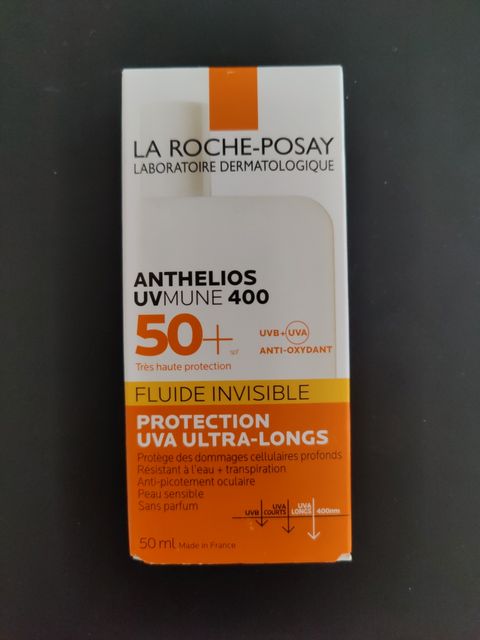 LA ROCHE-POSAY
LABORATOIRE DERMATOLOGIQUE
ANTHELIOS
UVMUNE 400
50+
SPF
Très haute protection
UVB+UVA
ANTI-OXYDANT
FLUIDE INVISIBLE
PROTECTION
UVA ULTRA-LONGS
Protège des dommages cellulaires profonds
Résistant à l'eau + transpiration
Anti-picotement oculaire
Peau sensible
Sans parfum
UVB
UVA COURTS
UVA LONGS
400nm
50 ml Made in France